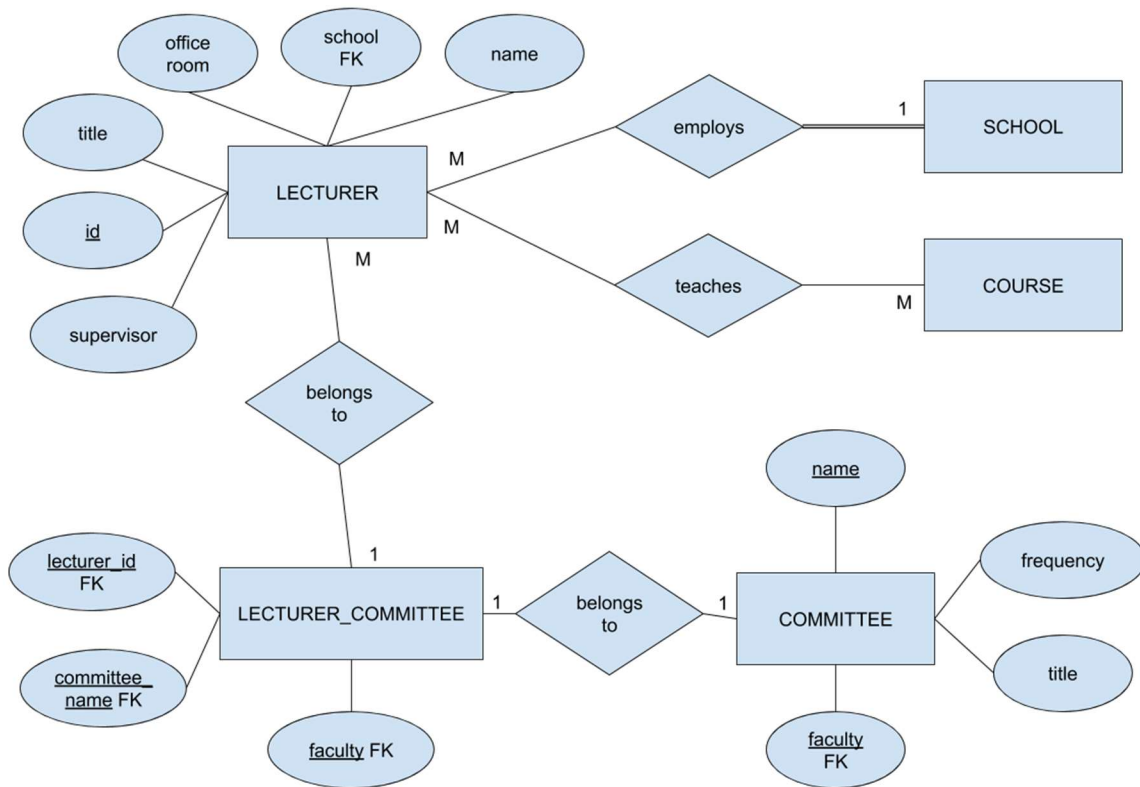 office
room
school
FK
name
title
employs
1
SCHOOL
M
LECTURER
id
M
M
teaches
M
COURSE
supervisor
belongs
to
name
lecturer_id
FK
1
frequency
LECTURER_COMMITTEE
1
belongs
to
1
COMMITTEE
committee_
name FK
title
faculty FK
faculty
FK